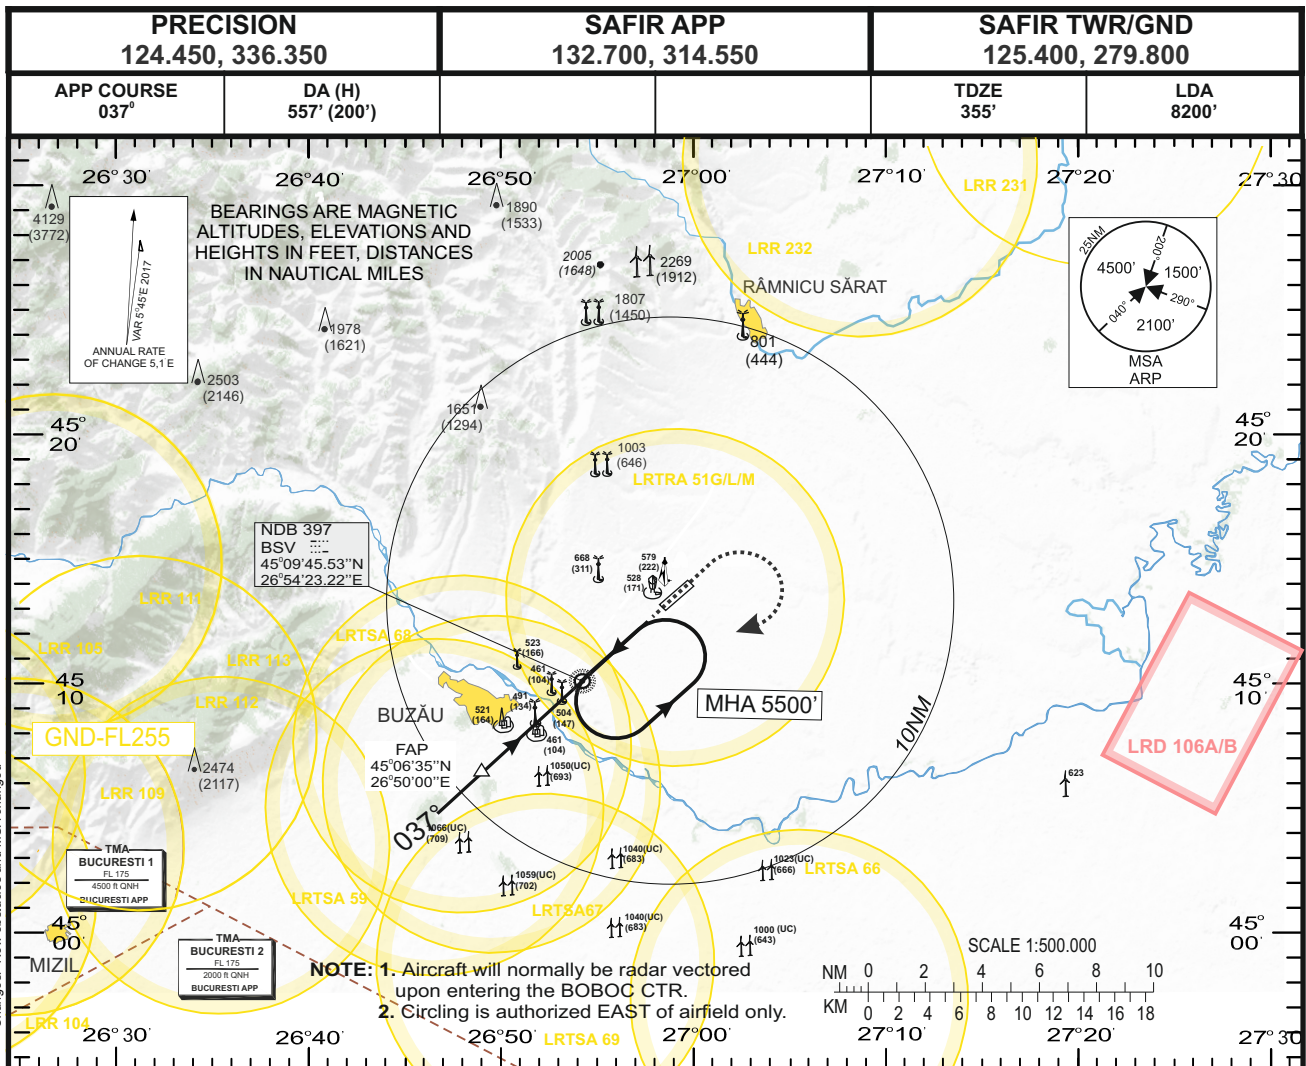 PRECISION
124.450, 336.350
SAFIR APP
132.700, 314.550
SAFIR TWR/GND
125.400, 279.800
APP COURSE
037°
DA (H)
557’ (200’)
TDZE
355’
LDA
8200’
26°30'
26°40'
26°50'
27°00'
27°10'
27°20'
27°30
4129
(3772)
VAR 5°45'E 2017
ANNUAL RATE
OF CHANGE 5,1 E
BEARINGS ARE MAGNETIC
ALTITUDES, ELEVATIONS AND
HEIGHTS IN FEET, DISTANCES
IN NAUTICAL MILES
1890
(1533)
2005
(1648)
2269
(1912)
1807
(1450)
LRR 231
LRR 232
RÂMNICU SĂRAT
801
(444)
25NM
200°
4500’
1500’
290°
040°
2100’
MSA
ARP
1978
(1621)
2503
(2146)
1651
(1294)
45°
20'
45°
20'
1003
(646)
LRTRA 51G/L/M
NDB 397
BSV
45°09’45.53’’N
26°54’23.22’’E
668
(311)
579
(222)
528
(171)
LRR 111
LRR 105
LRR 113
LRR 112
LRTSA 68
523
(166)
461
(104)
491
(134)
504
(147)
521
(164)
461
(104)
45
10'
45°
10'
MHA 5500’
BUZĂU
GND-FL255
FAP
45°06’35’’N
26°50’00’’E
037°
10NM
LRD 106A/B
623
2474
(2117)
LRR 109
1050(UC)
(693)
1066(UC)
(709)
1040(UC)
(683)
1023(UC)
(666)
1059(UC)
(702)
1040(UC)
(683)
1000 (UC)
(643)
LRTSA 66
LRTSA 59
LRTSA67
LRTSA 69
TMA
BUCURESTI 1
FL 175
4500 ft QNH
BUCURESTI APP
TMA
BUCURESTI 2
FL 175
2000 ft QNH
BUCURESTI APP
45°
00'
45°
00'
MIZIL
LRR 104
NOTE: 1. Aircraft will normally be radar vectored
upon entering the BOBOC CTR.
2. Circling is authorized EAST of airfield only.
SCALE 1:500.000
NM 0 2 4 6 8 10
KM 0 2 4 6 8 10 12 14 16 18
26°30'
26°40'
26°50'
27°00'
27°10'
27°20'
27°30